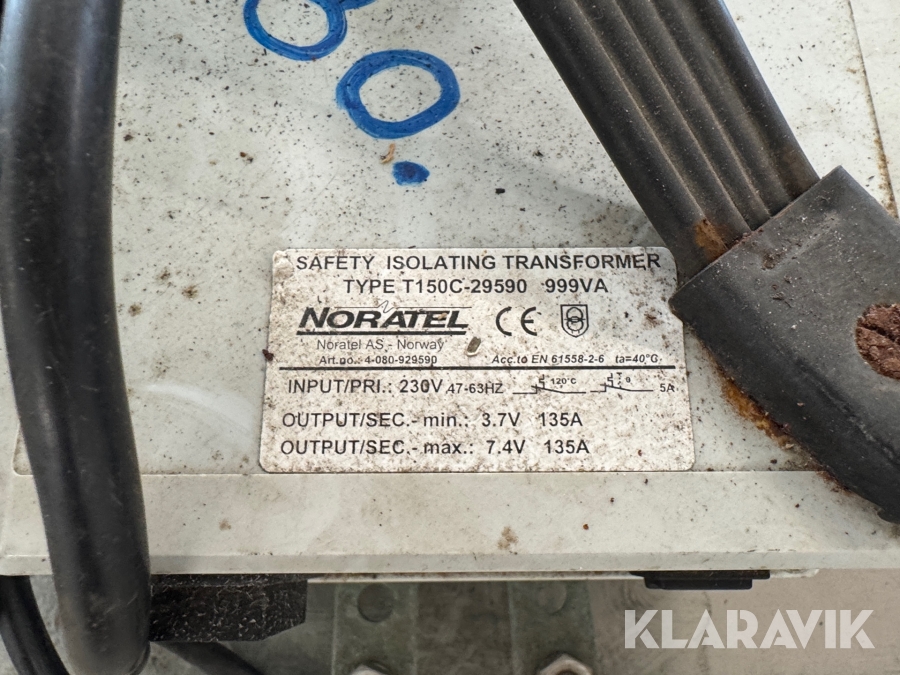 SAFETY ISOLATING TRANSFORMER
TYPE T150C-29590 999VA
NORATEL CE
Noratel AS - Norway
Art.no.: 4-080-929590 Acc.to EN 61558-2-6 ta=40°C
INPUT/PRI.: 230V 47-63HZ 120°C 5A
OUTPUT/SEC.- min.: 3.7V 135A
OUTPUT/SEC.- max.: 7.4V 135A
KLARAVIK